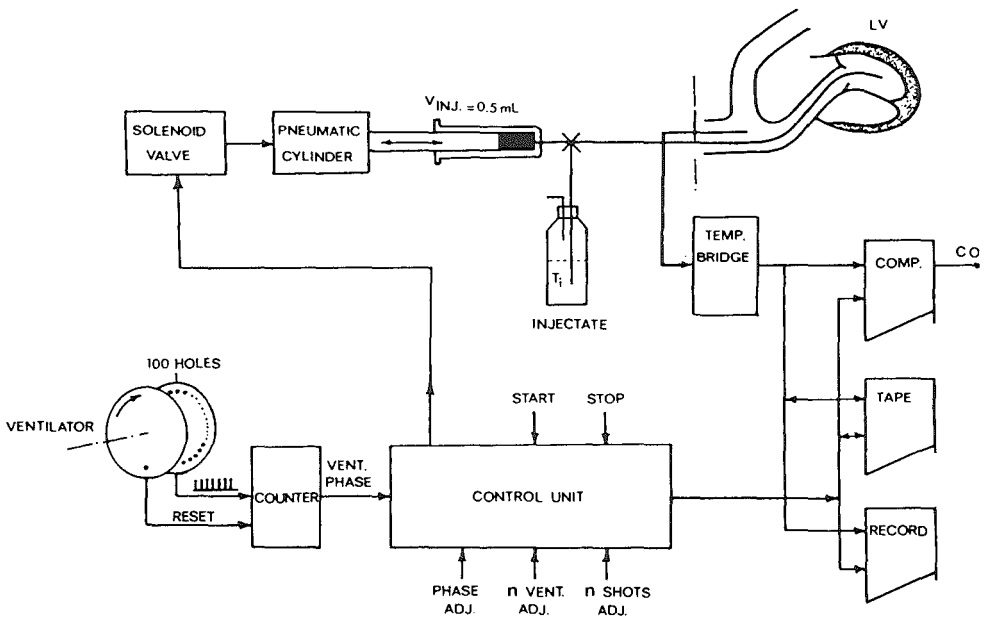 LV
V INJ. = 0.5 mL
SOLENOID
VALVE
PNEUMATIC
CYLINDER
TEMP.
BRIDGE
COMP.
CO
Ti
INJECTATE
100 HOLES
START
STOP
TAPE
VENTILATOR
VENT.
PHASE
COUNTER
CONTROL UNIT
RESET
RECORD
PHASE
ADJ.
n VENT.
ADJ.
n SHOTS
ADJ.